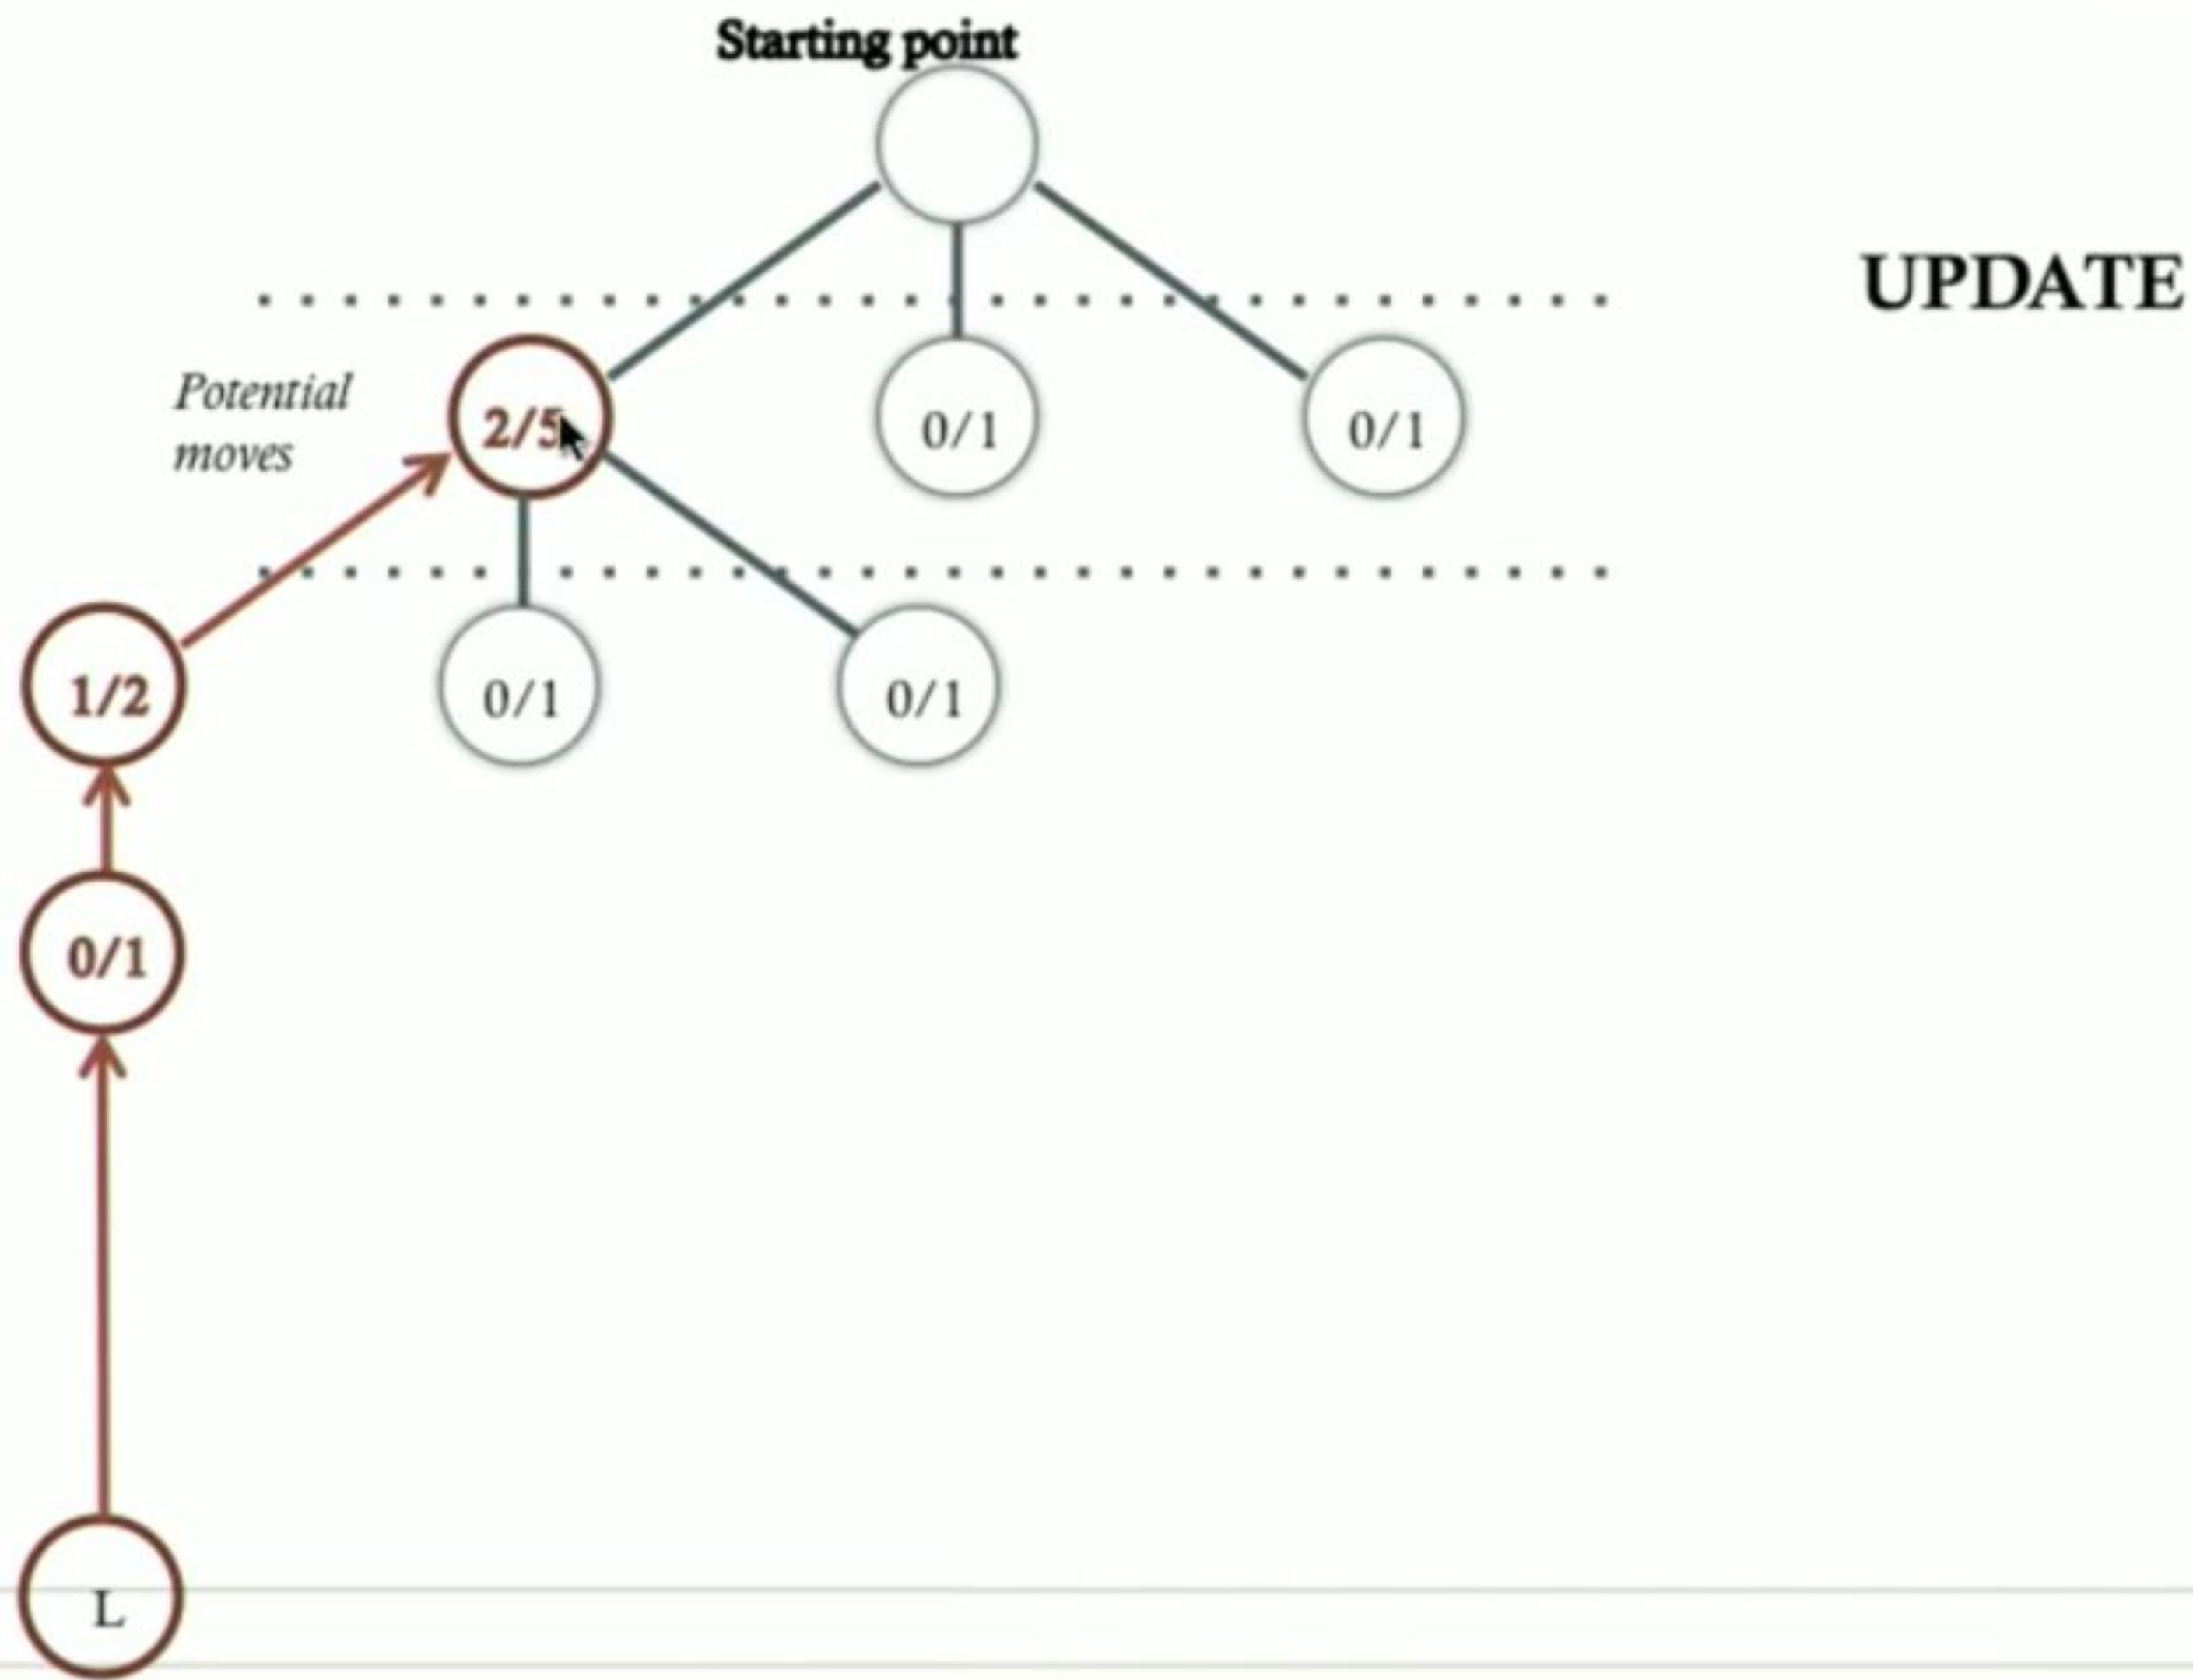 Starting point
UPDATE
Potential
moves
2/5
0/1
0/1
1/2
0/1
0/1
0/1
L